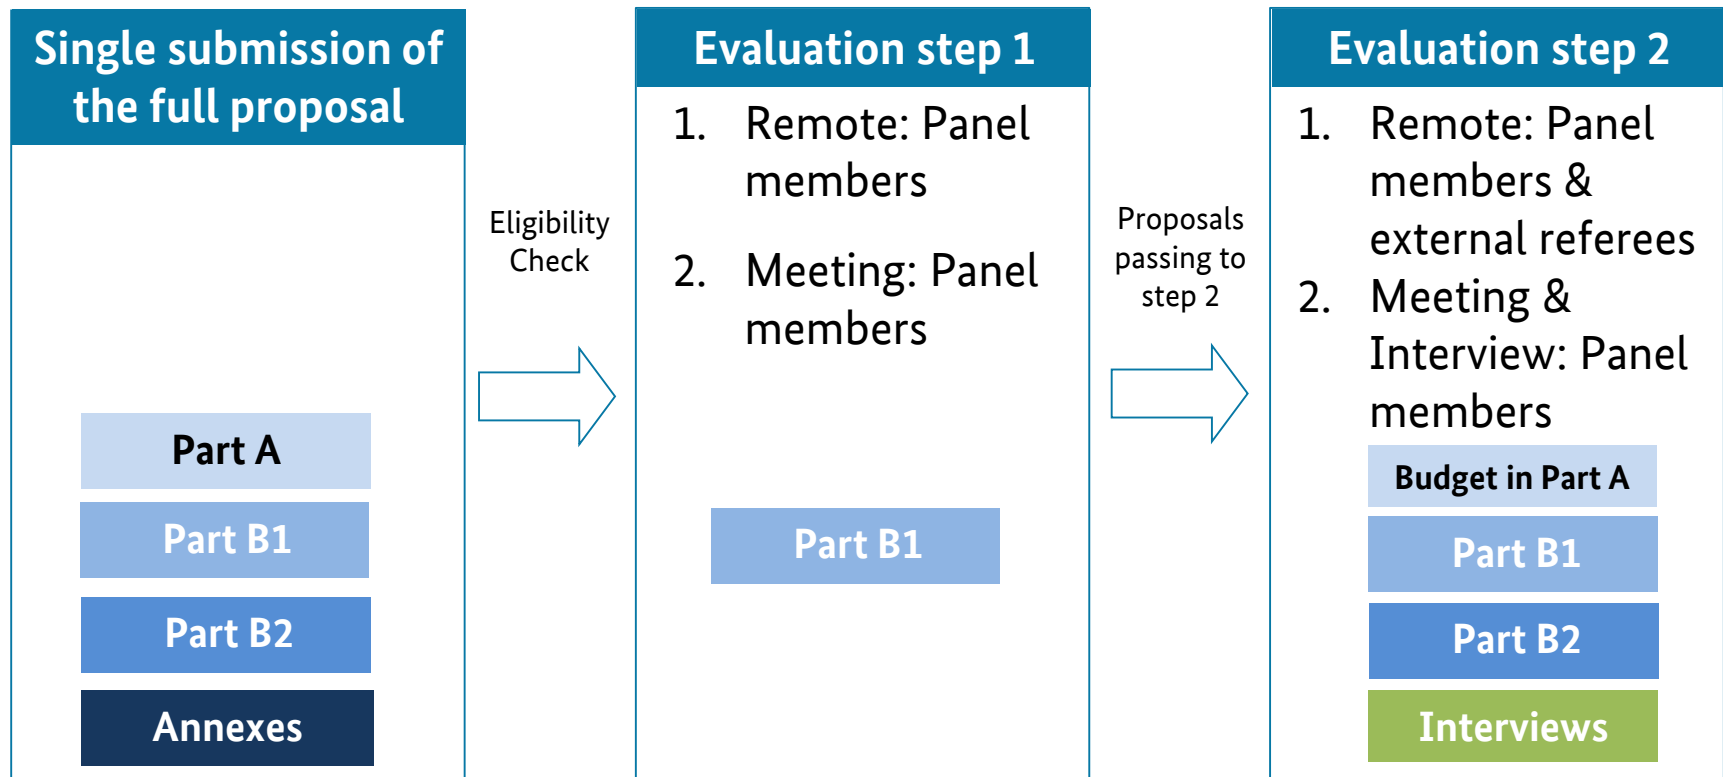 Single submission of
the full proposal
Part A
Part B1
Part B2
Annexes
Eligibility
Check
Evaluation step 1
1. Remote: Panel
members
2. Meeting: Panel
members
Part B1
Proposals
passing to
step 2
Evaluation step 2
1. Remote: Panel
members &
external referees
2. Meeting &
Interview: Panel
members
Budget in Part A
Part B1
Part B2
Interviews